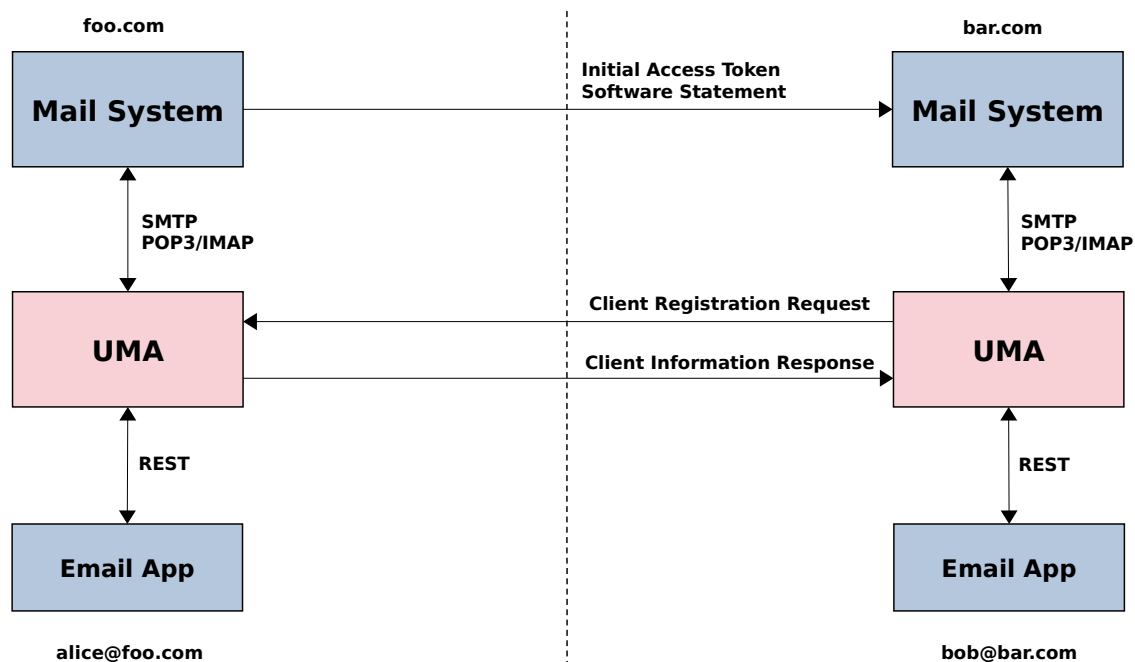 foo.com
bar.com
Mail System
Initial Access Token
Software Statement
Mail System
SMTP
POP3/IMAP
SMTP
POP3/IMAP
UMA
Client Registration Request
Client Information Response
UMA
REST
REST
Email App
Email App
alice@foo.com
bob@bar.com